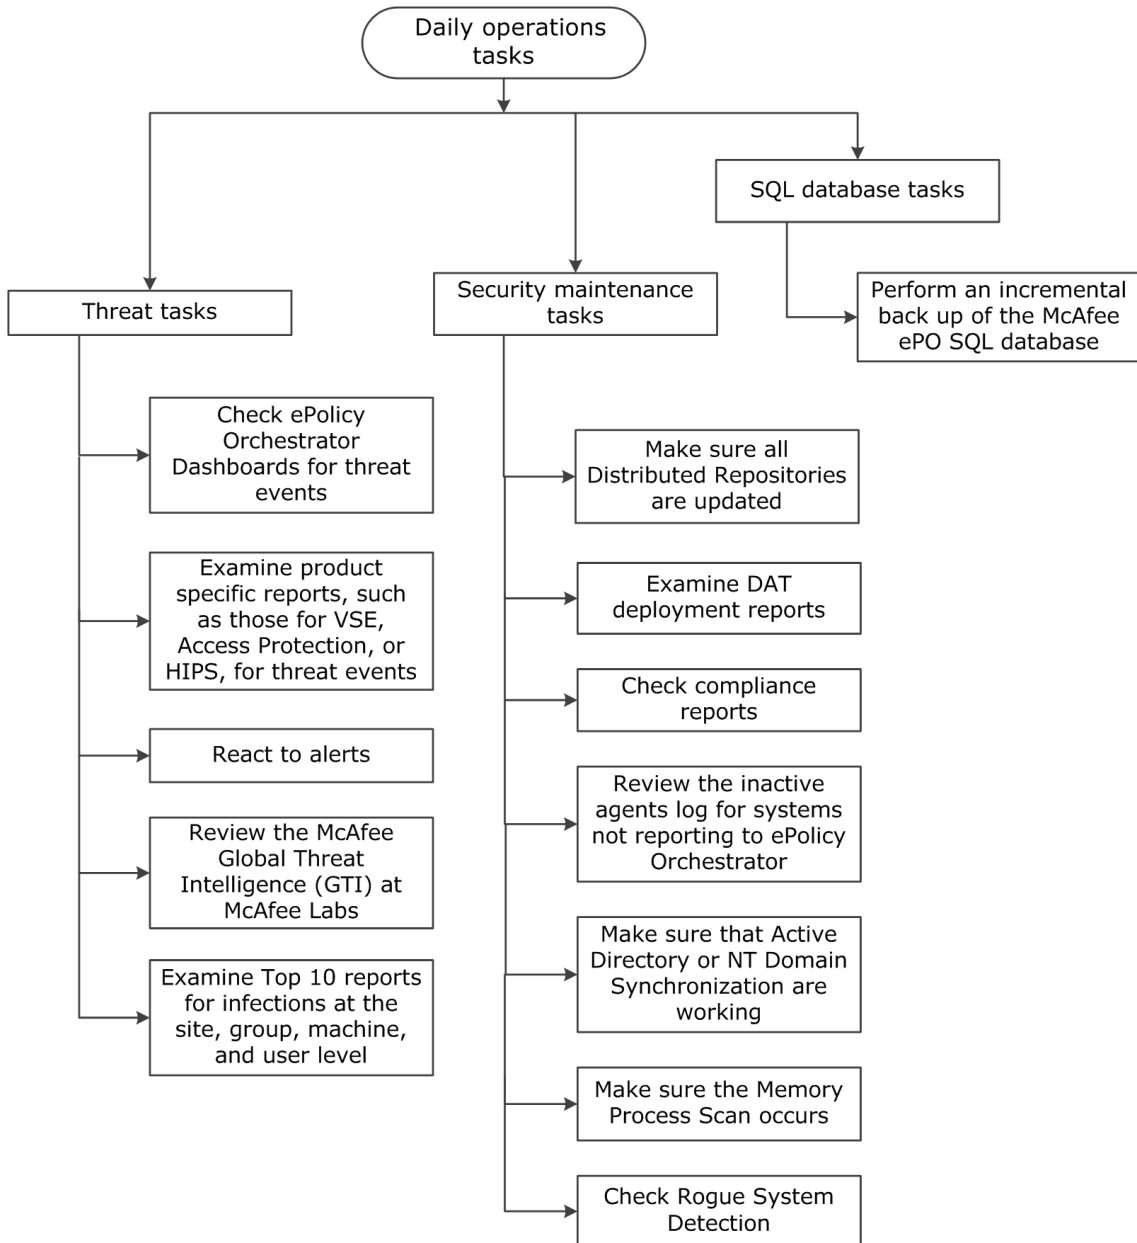 Daily operations
tasks
SQL database tasks
Perform an incremental
back up of the McAfee
ePO SQL database
Threat tasks
Check ePolicy
Orchestrator
Dashboards for threat
events
Examine product
specific reports, such
as those for VSE,
Access Protection, or
HIPS, for threat events
React to alerts
Review the McAfee
Global Threat
Intelligence (GTI) at
McAfee Labs
Examine Top 10 reports
for infections at the
site, group, machine,
and user level
Security maintenance
tasks
Make sure all
Distributed Repositories
are updated
Examine DAT
deployment reports
Check compliance
reports
Review the inactive
agents log for systems
not reporting to ePolicy
Orchestrator
Make sure that Active
Directory or NT Domain
Synchronization are
working
Make sure the Memory
Process Scan occurs
Check Rogue System
Detection